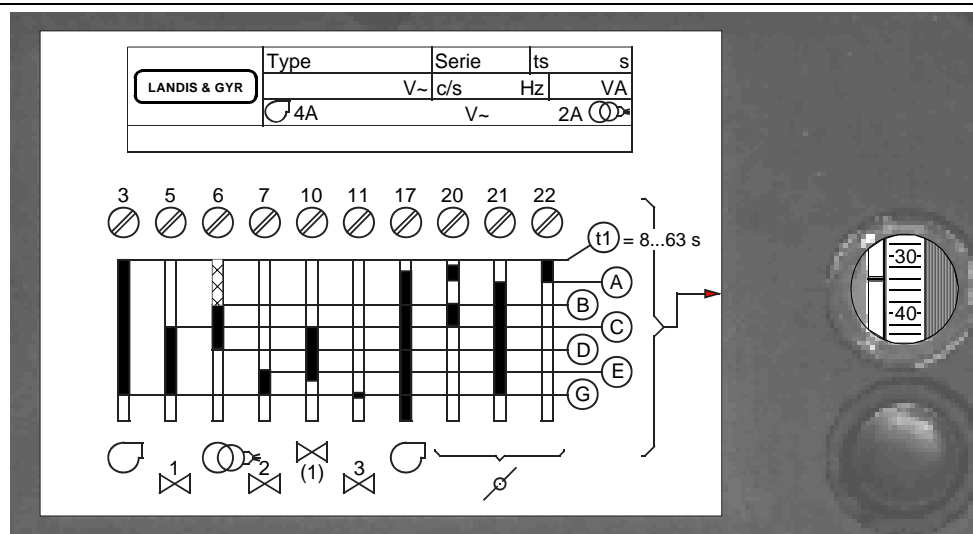 Type Serie ts s
LANDIS & GYR V~ c/s Hz VA
4A V~ 2A
3 5 6 7 10 11 17 20 21 22
t1 = 8...63 s
A
-30-
B
-40-
C
D
E
G
1 2 (1) 3